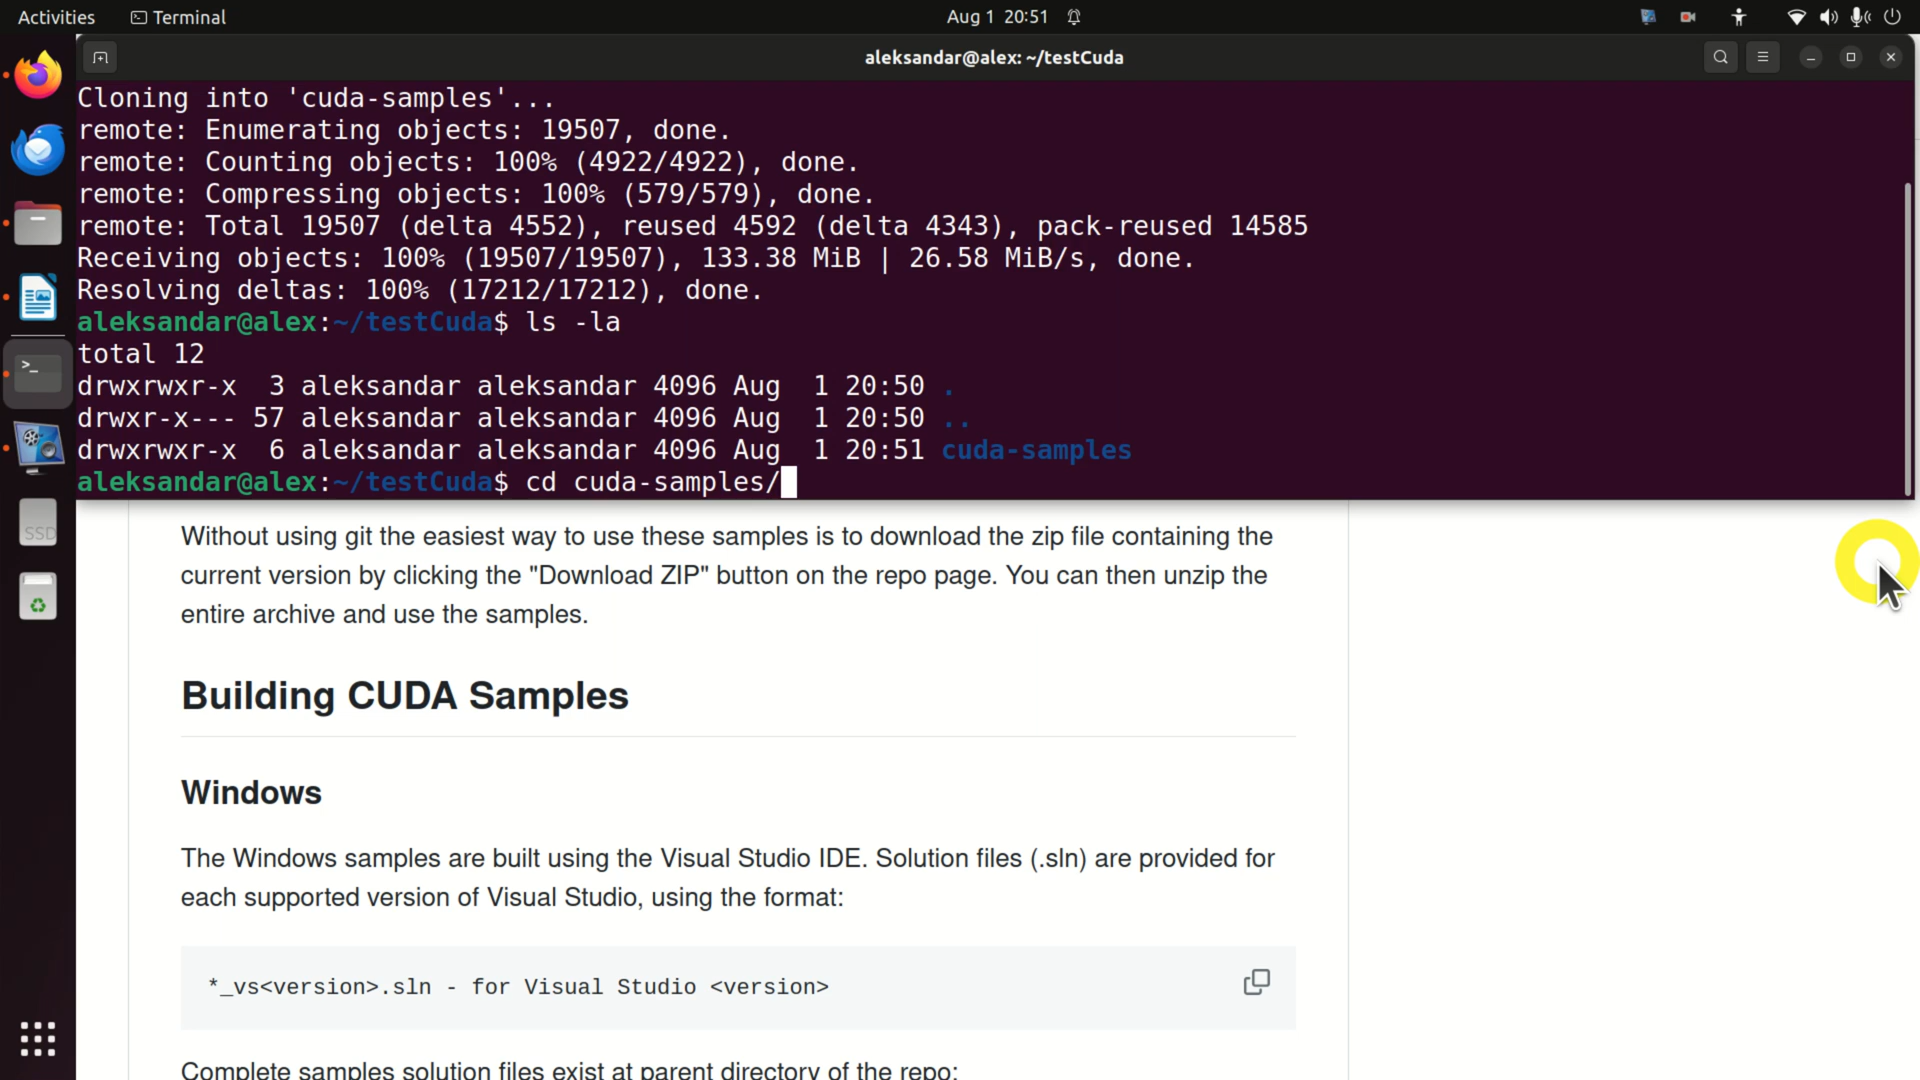 Activities Terminal Aug 1 20:51
aleksandar@alex: ~/testCuda
Cloning into 'cuda-samples'...
remote: Enumerating objects: 19507, done.
remote: Counting objects: 100% (4922/4922), done.
remote: Compressing objects: 100% (579/579), done.
remote: Total 19507 (delta 4552), reused 4592 (delta 4343), pack-reused 14585
Receiving objects: 100% (19507/19507), 133.38 MiB | 26.58 MiB/s, done.
Resolving deltas: 100% (17212/17212), done.
aleksandar@alex:~/testCuda$ ls -la
total 12
drwxrwxr-x  3 aleksandar aleksandar 4096 Aug  1 20:50 .
drwxr-x--- 57 aleksandar aleksandar 4096 Aug  1 20:50 ..
drwxrwxr-x  6 aleksandar aleksandar 4096 Aug  1 20:51 cuda-samples
aleksandar@alex:~/testCuda$ cd cuda-samples/
SSD
Without using git the easiest way to use these samples is to download the zip file containing the
current version by clicking the "Download ZIP" button on the repo page. You can then unzip the
entire archive and use the samples.
Building CUDA Samples
Windows
The Windows samples are built using the Visual Studio IDE. Solution files (.sln) are provided for
each supported version of Visual Studio, using the format:
*_vs<version>.sln - for Visual Studio <version>
Complete samples solution files exist at parent directory of the repo: